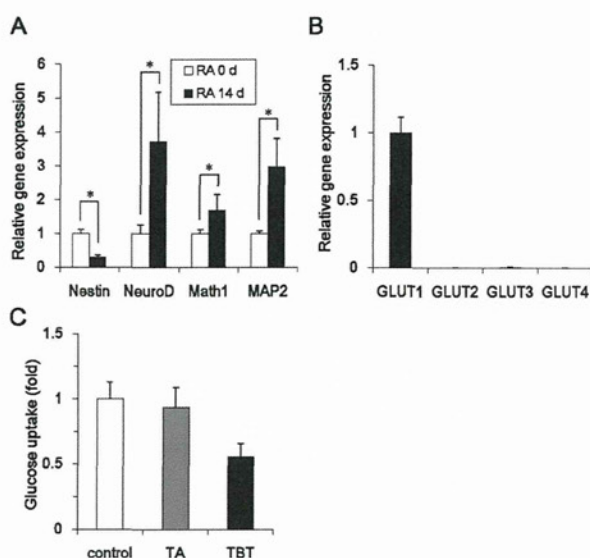 A
Relative gene expression
6
5
4
3
2
1
0
* * * *
RA 0 d
RA 14 d
Nestin NeuroD Math1 MAP2
B
Relative gene expression
1.5
1
0.5
0
GLUT1 GLUT2 GLUT3 GLUT4
C
Glucose uptake (fold)
1.5
1
0.5
0
control TA TBT